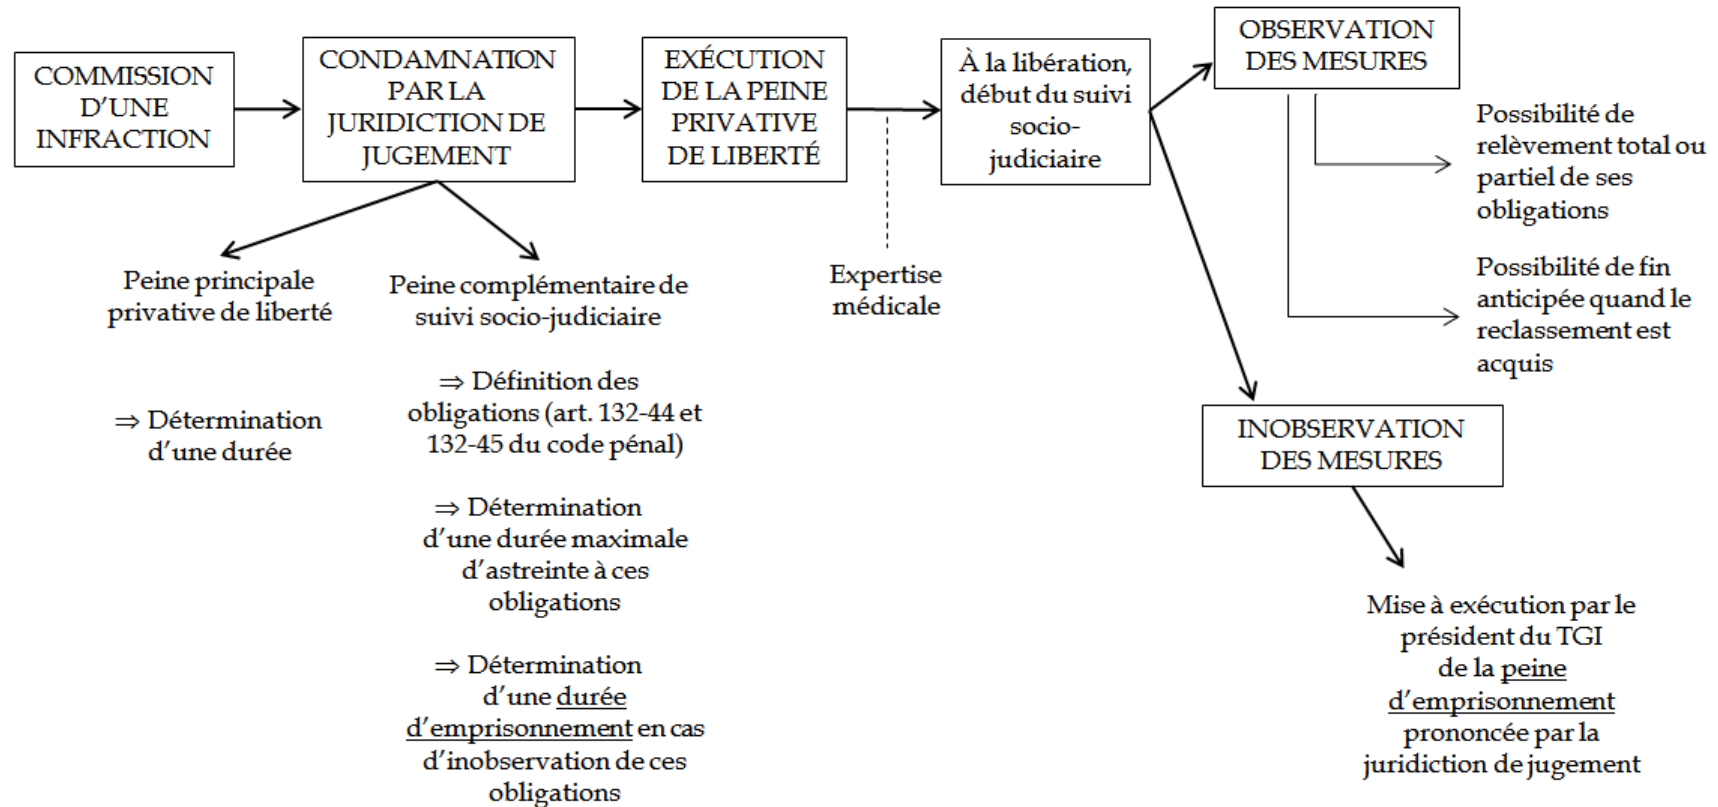 COMMISSION
D’UNE
INFRACTION
CONDAMNATION
PAR LA
JURIDICTION DE
JUGEMENT
EXÉCUTION
DE LA PEINE
PRIVATIVE
DE LIBERTÉ
À la libération,
début du suivi
socio-
judiciaire
OBSERVATION
DES MESURES
Possibilité de
relèvement total ou
partiel de ses
obligations
Possibilité de fin
anticipée quand le
reclassement est
acquis
Peine principale
privative de liberté
⇒ Détermination
d’une durée
Peine complémentaire de
suivi socio-judiciaire
⇒ Définition des
obligations (art. 132-44 et
132-45 du code pénal)
⇒ Détermination
d’une durée maximale
d’astreinte à ces
obligations
⇒ Détermination
d’une durée
d’emprisonnement en cas
d’inobservation de ces
obligations
Expertise
médicale
INOBSERVATION
DES MESURES
Mise à exécution par le
président du TGI
de la peine
d’emprisonnement
prononcée par la
juridiction de jugement